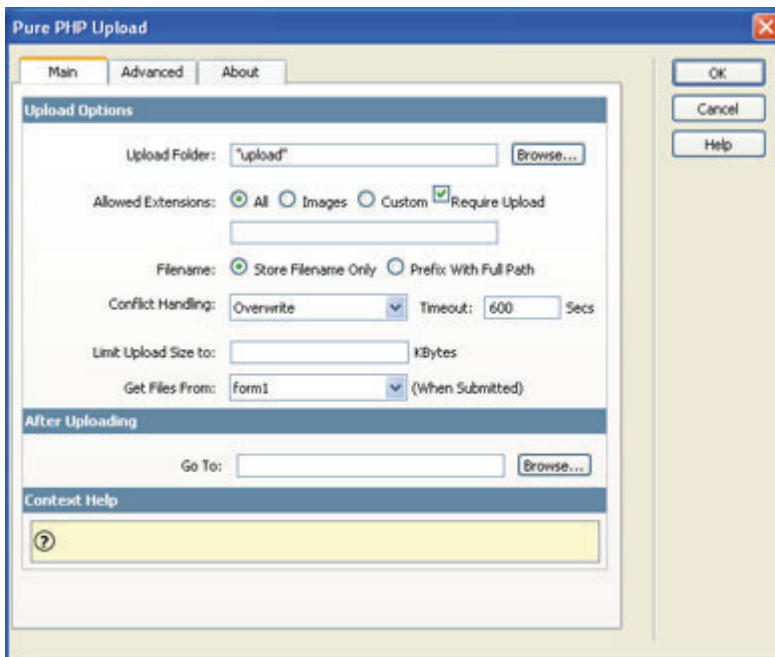 Pure PHP Upload
Main Advanced About
OK
Cancel
Help
Upload Options
Upload Folder: "upload" Browse...
Allowed Extensions: All Images Custom Require Upload
Filename: Store Filename Only Prefix With Full Path
Conflict Handling: Overwrite Timeout: 600 Secs
Limit Upload Size to: KBytes
Get Files From: form1 (When Submitted)
After Uploading
Go To: Browse...
Context Help
?